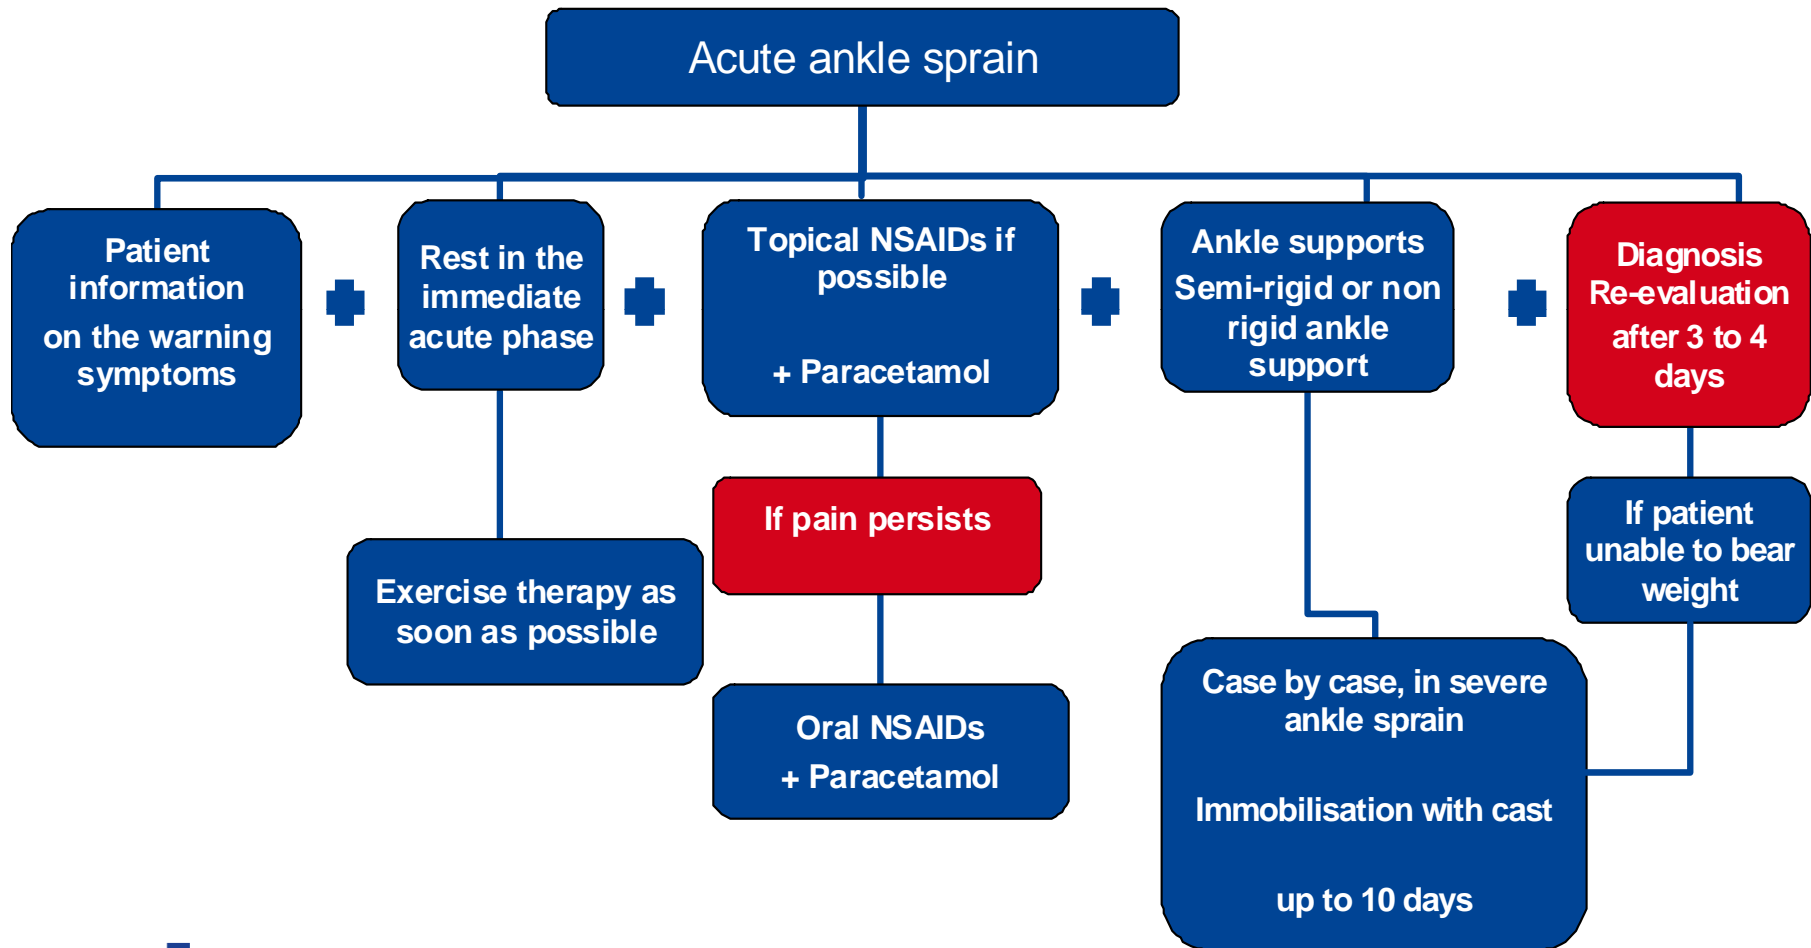 Acute ankle sprain
Patient
information
on the warning
symptoms
Rest in the
immediate
acute phase
Topical NSAIDs if
possible
+ Paracetamol
Ankle supports
Semi-rigid or non
rigid ankle
support
Diagnosis
Re-evaluation
after 3 to 4
days
Exercise therapy as
soon as possible
If pain persists
Oral NSAIDs
+ Paracetamol
If patient
unable to bear
weight
Case by case, in severe
ankle sprain
Immobilisation with cast
up to 10 days